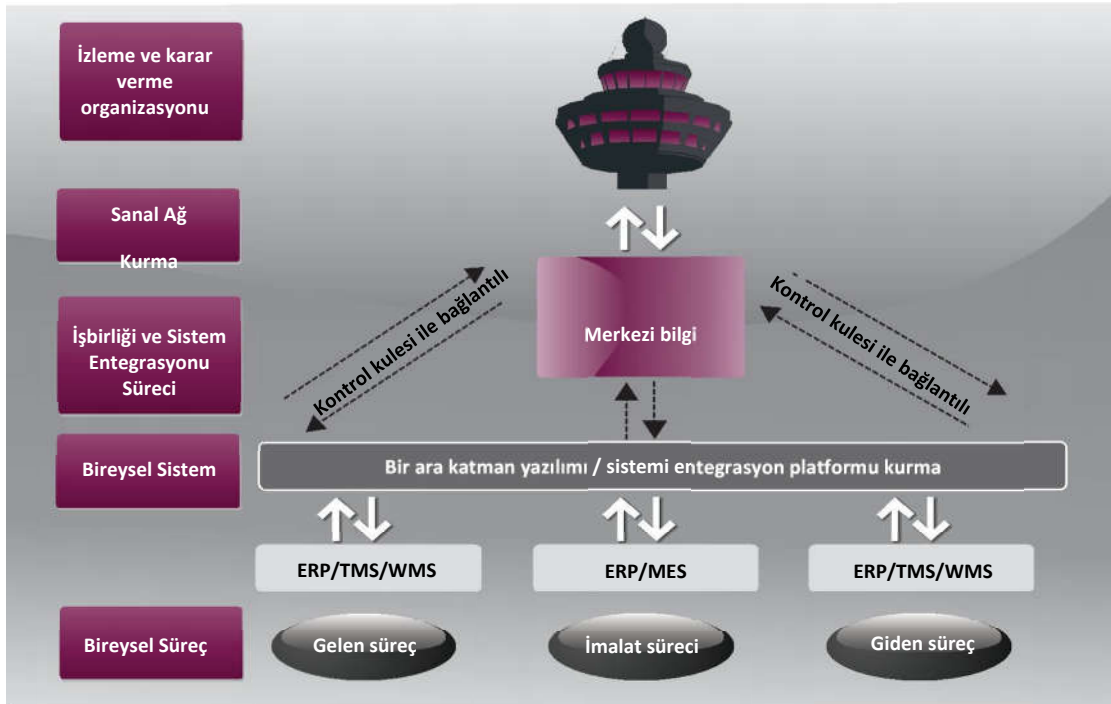 İzleme ve karar
verme
organizasyonu
Sanal Ağ
Kurma
İşbirliği ve Sistem
Entegrasyonu
Süreci
Bireysel Sistem
Bireysel Süreç
Kontrol kulesi ile bağlantılı
Merkezi bilgi
Kontrol kulesi ile bağlantılı
Bir ara katman yazılımı / sistemi entegrasyon platformu kurma
ERP/TMS/WMS
ERP/MES
ERP/TMS/WMS
Gelen süreç
İmalat süreci
Giden süreç